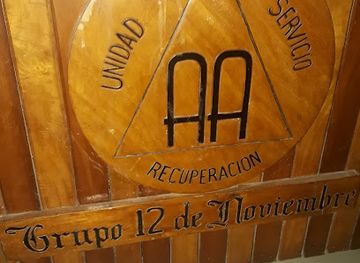 UNIDAD
SERVICIO
AA
RECUPERACION
Grupo 12 de Noviembre